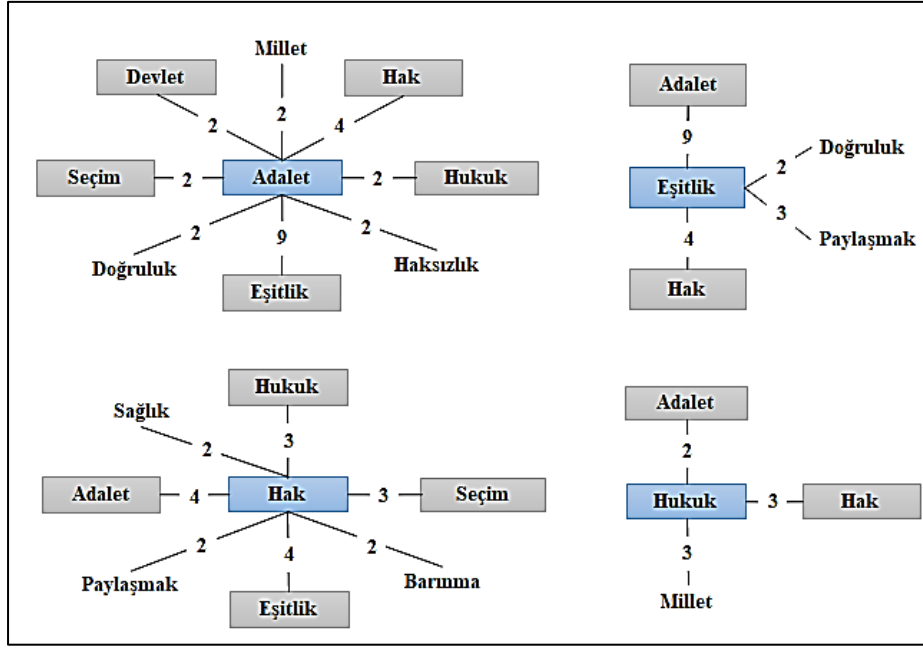 Millet
Devlet
Hak
2
2
4
Seçim
2
Adalet
2
Hukuk
2
9
2
Doğruluk
Haksızlık
Eşitlik
Adalet
9
Doğruluk
2
Eşitlik
3
Paylaşmak
4
Hak
Hukuk
Sağlık
3
2
Adalet
4
Hak
3
Seçim
2
4
2
Paylaşmak
Barınma
Eşitlik
Adalet
2
Hukuk
3
Hak
3
Millet